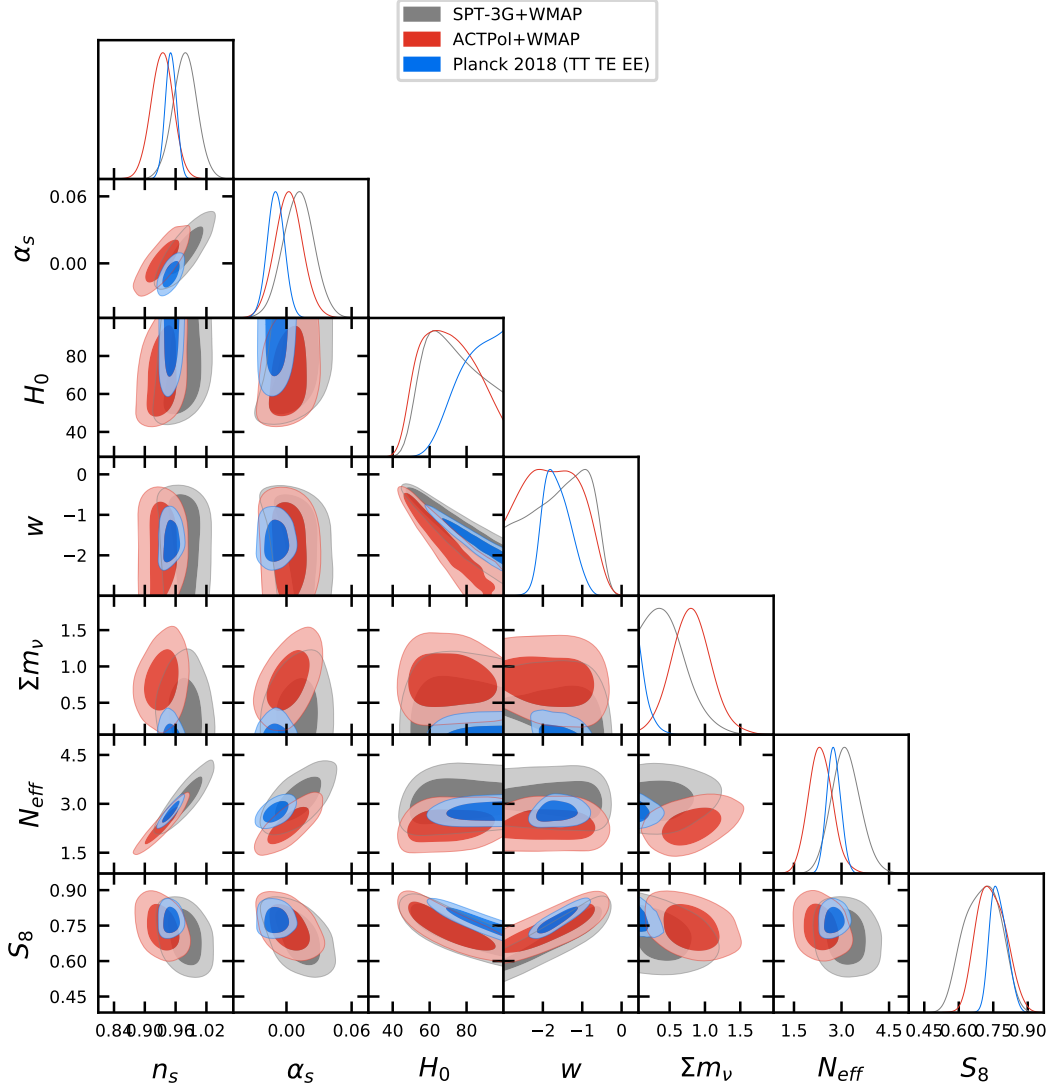 SPT-3G+WMAP
ACTPol+WMAP
Planck 2018 (TT TE EE)
0.06
0.00
α_s
80
60
40
H_0
0
−1
−2
w
1.5
1.0
0.5
Σm_ν
4.5
3.0
1.5
N_eff
0.90
0.75
0.60
0.45
S_8
0.84 0.90 0.96 1.02 0.00 0.06 40 60 80 −2 −1 0 0.5 1.0 1.5 1.5 3.0 4.5 0.45 0.60 0.75 0.90
n_s α_s H_0 w Σm_ν N_eff S_8